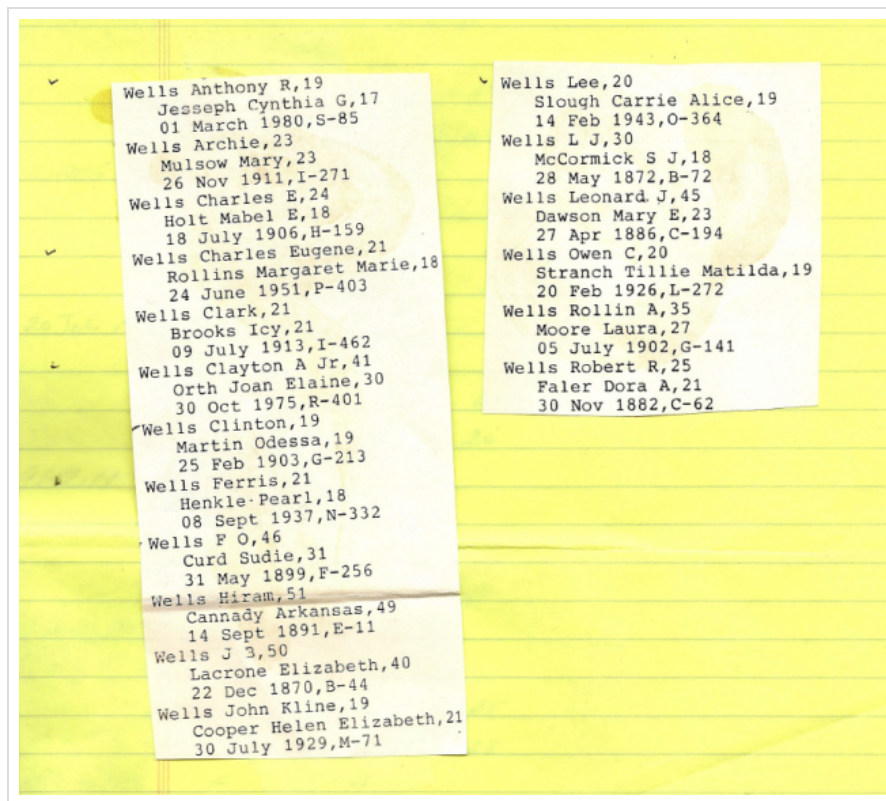 Wells Anthony R,19
Jesseph Cynthia G,17
01 March 1980,S-85
Wells Archie,23
Mulsow Mary,23
26 Nov 1911,I-271
Wells Charles E,24
Holt Mabel E,18
18 July 1906,H-159
Wells Charles Eugene,21
Rollins Margaret Marie,18
24 June 1951,P-403
Wells Clark,21
Brooks Icy,21
09 July 1913,I-462
Wells Clayton A Jr,41
Orth Joan Elaine,30
30 Oct 1975,R-401
Wells Clinton,19
Martin Odessa,19
25 Feb 1903,G-213
Wells Ferris,21
Henkle Pearl,18
08 Sept 1937,N-332
Wells F O,46
Curd Sudie,31
31 May 1899,F-256
Wells Hiram,51
Cannady Arkansas,49
14 Sept 1891,E-11
Wells J B,50
Lacrone Elizabeth,40
22 Dec 1870,B-44
Wells John Kline,19
Cooper Helen Elizabeth,21
30 July 1929,M-71
Wells Lee,20
Slough Carrie Alice,19
14 Feb 1943,O-364
Wells L J,30
McCormick S J,18
28 May 1872,B-72
Wells Leonard J,45
Dawson Mary E,23
27 Apr 1886,C-194
Wells Owen C,20
Stranch Tillie Matilda,19
20 Feb 1926,L-272
Wells Rollin A,35
Moore Laura,27
05 July 1902,G-141
Wells Robert R,25
Faler Dora A,21
30 Nov 1882,C-62